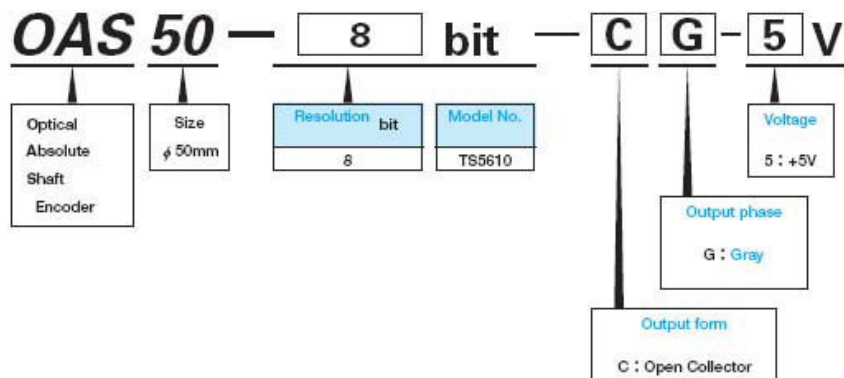 OAS 50 — 8 bit — C G - 5 V
Optical
Absolute
Shaft
Encoder
Size
ϕ 50mm
Resolution bit
8
Model No.
TS5610
Voltage
5 : +5V
Output phase
G : Gray
Output form
C : Open Collector